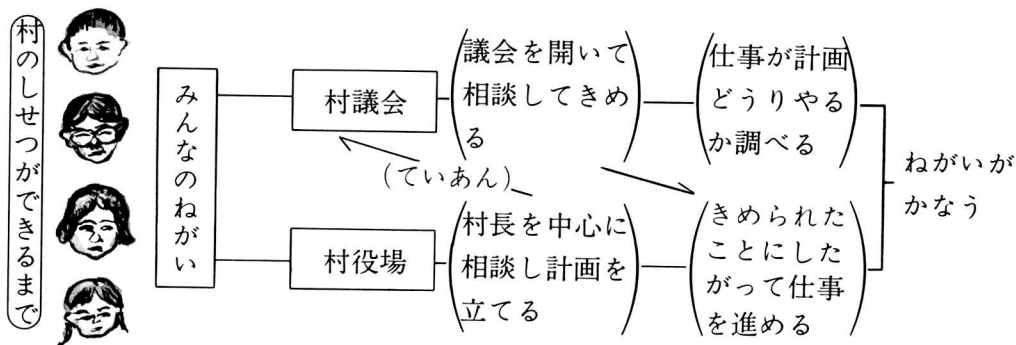 村のしせつができるまで
みんなのねがい
村議会
議会を開いて
相談してきめ
る
仕事が計画
どうりやる
か調べる
(ていあん)
村役場
村長を中心に
相談し計画を
立てる
きめられた
ことにした
がって仕事
を進める
ねがいが
かなう